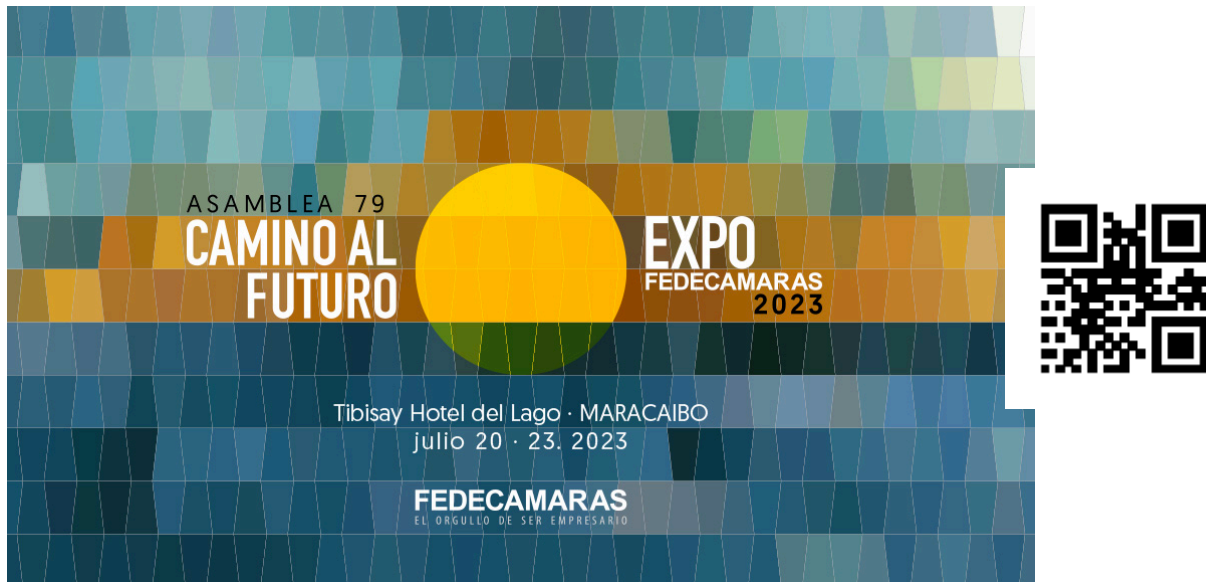 ASAMBLEA 79
CAMINO AL
FUTURO
EXPO
FEDECAMARAS
2023
Tibisay Hotel del Lago · MARACAIBO
julio 20 · 23. 2023
FEDECAMARAS
EL ORGULLO DE SER EMPRESARIO